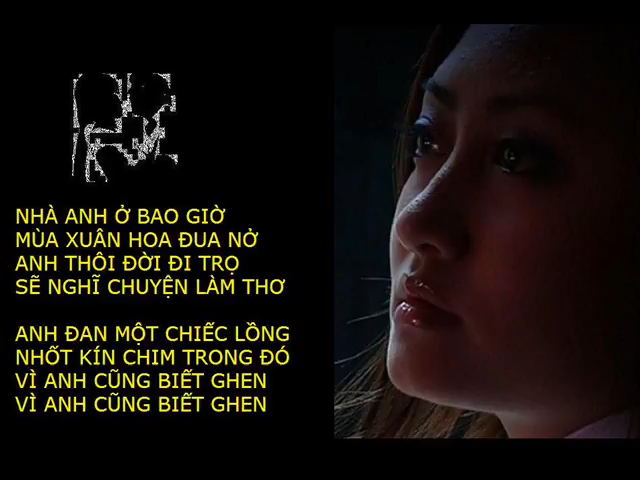 NHÀ ANH Ở BAO GIỜ
MÙA XUÂN HOA ĐUA NỞ
ANH THÔI ĐỜI ĐI TRỌ
SẼ NGHĨ CHUYỆN LÀM THƠ
ANH ĐAN MỘT CHIẾC LỒNG
NHỐT KÍN CHIM TRONG ĐÓ
VÌ ANH CŨNG BIẾT GHEN
VÌ ANH CŨNG BIẾT GHEN